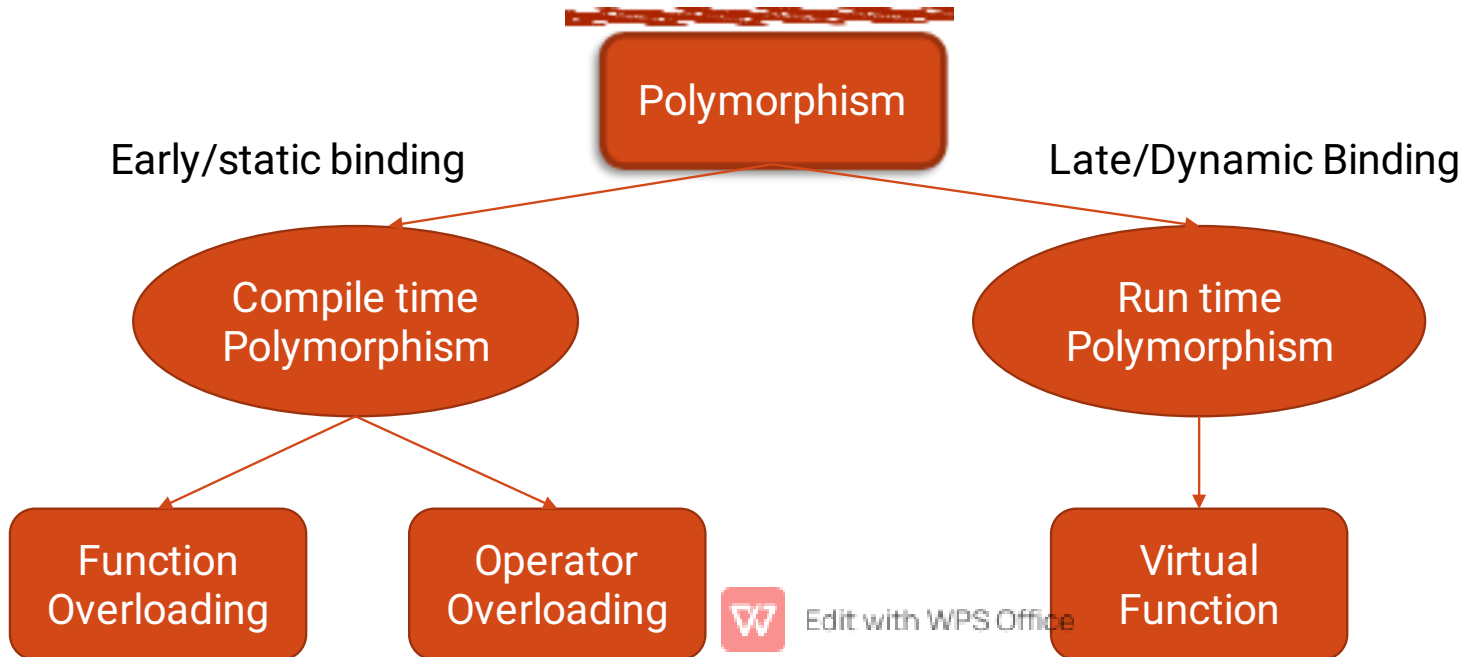 Polymorphism
Early/static binding
Late/Dynamic Binding
Compile time
Polymorphism
Run time
Polymorphism
Function
Overloading
Operator
Overloading
Virtual
Function
Edit with WPS Office